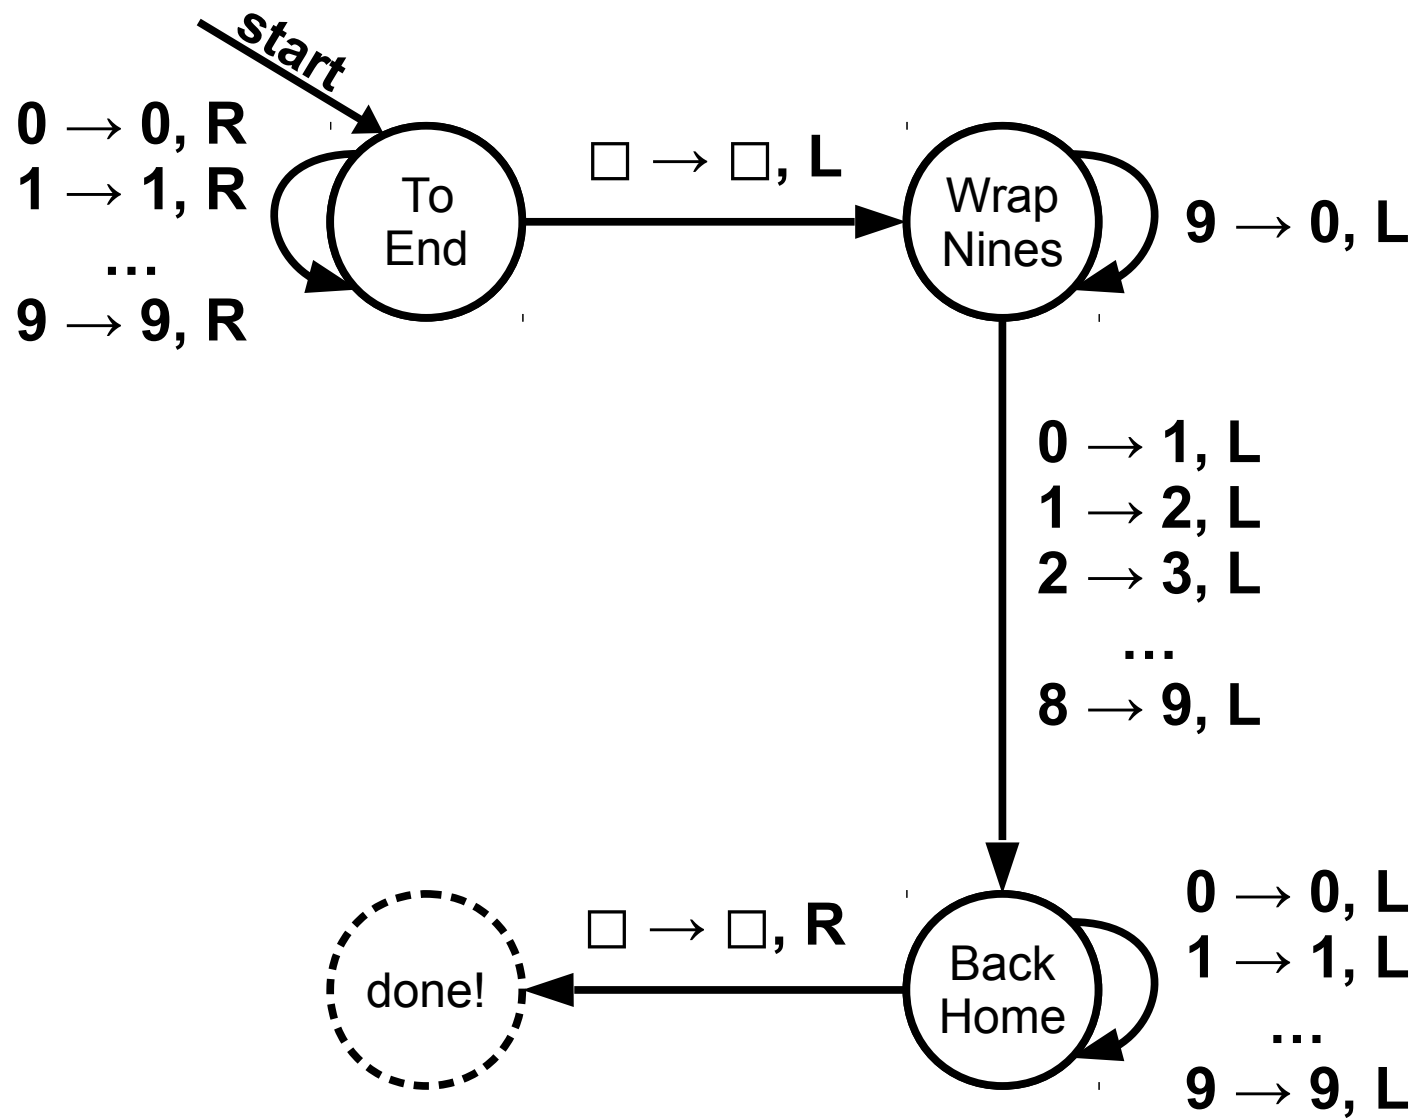 start
0 → 0, R
1 → 1, R
...
9 → 9, R
To
End
□ → □, L
Wrap
Nines
9 → 0, L
0 → 1, L
1 → 2, L
2 → 3, L
...
8 → 9, L
done!
□ → □, R
Back
Home
0 → 0, L
1 → 1, L
...
9 → 9, L